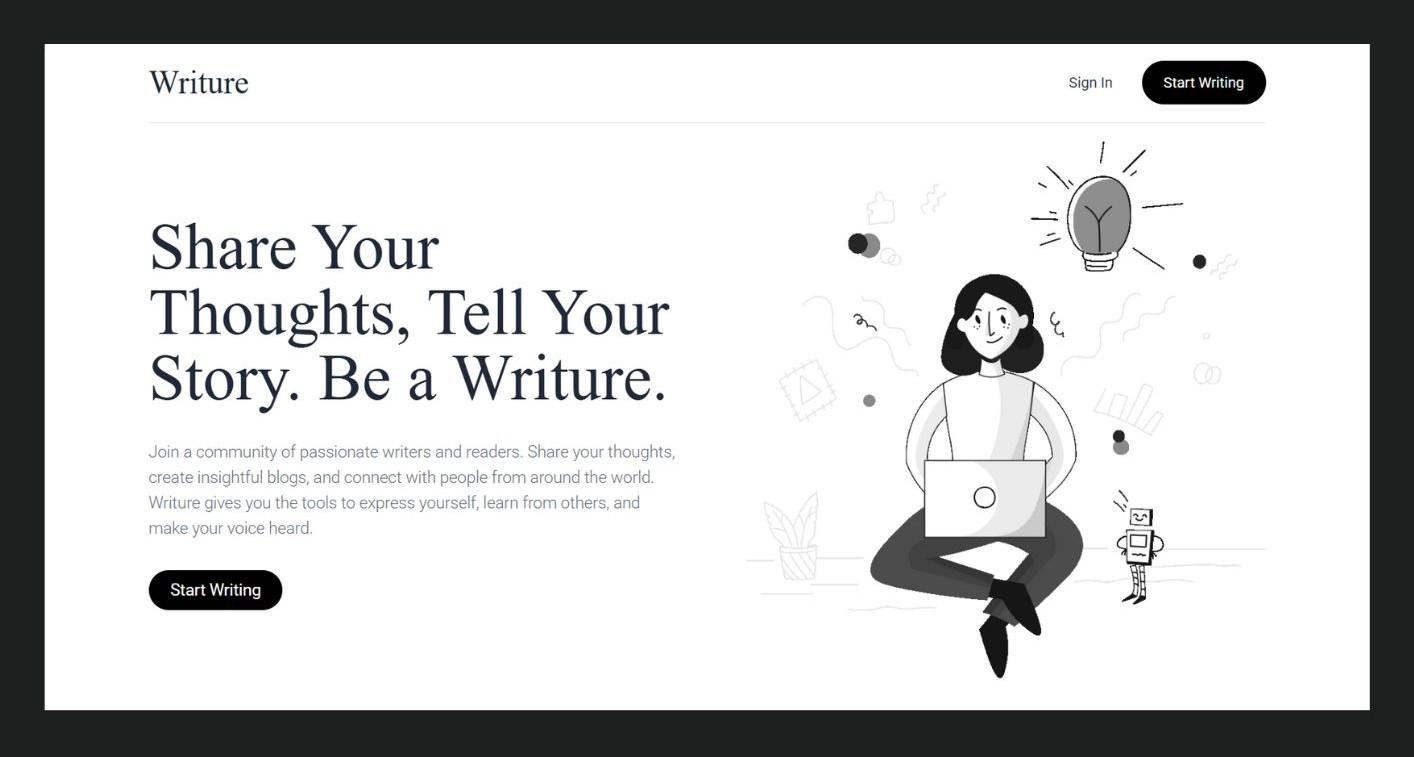 Writure
Sign In
Start Writing
Share Your
Thoughts, Tell Your
Story. Be a Writure.
Join a community of passionate writers and readers. Share your thoughts,
create insightful blogs, and connect with people from around the world.
Writure gives you the tools to express yourself, learn from others, and
make your voice heard.
Start Writing